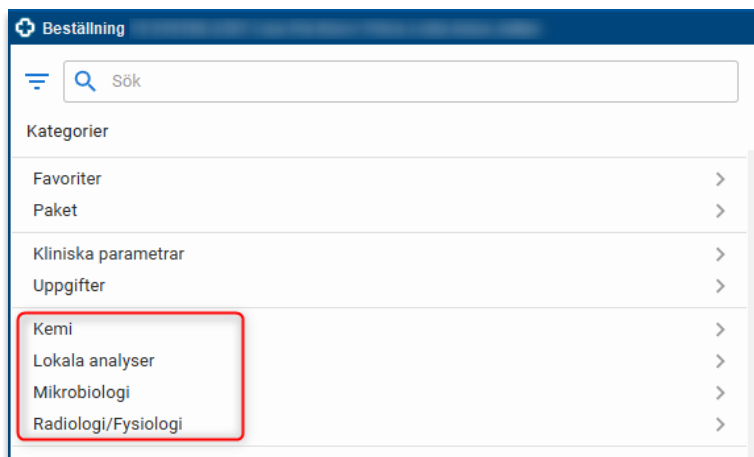 Beställning
Sök
Kategorier
Favoriter
Paket
Kliniska parametrar
Uppgifter
Kemi
Lokala analyser
Mikrobiologi
Radiologi/Fysiologi